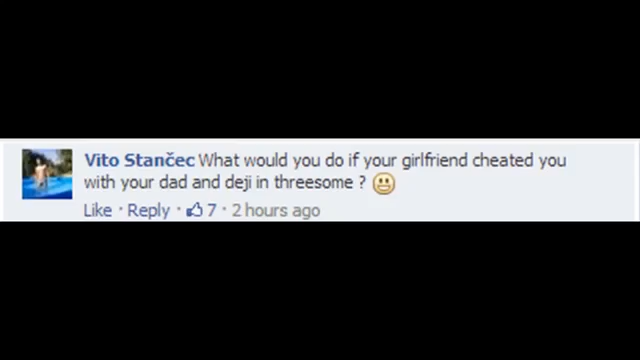 Vito Stančec What would you do if your girlfriend cheated you
with your dad and deji in threesome ? 😃
Like · Reply · 7 · 2 hours ago